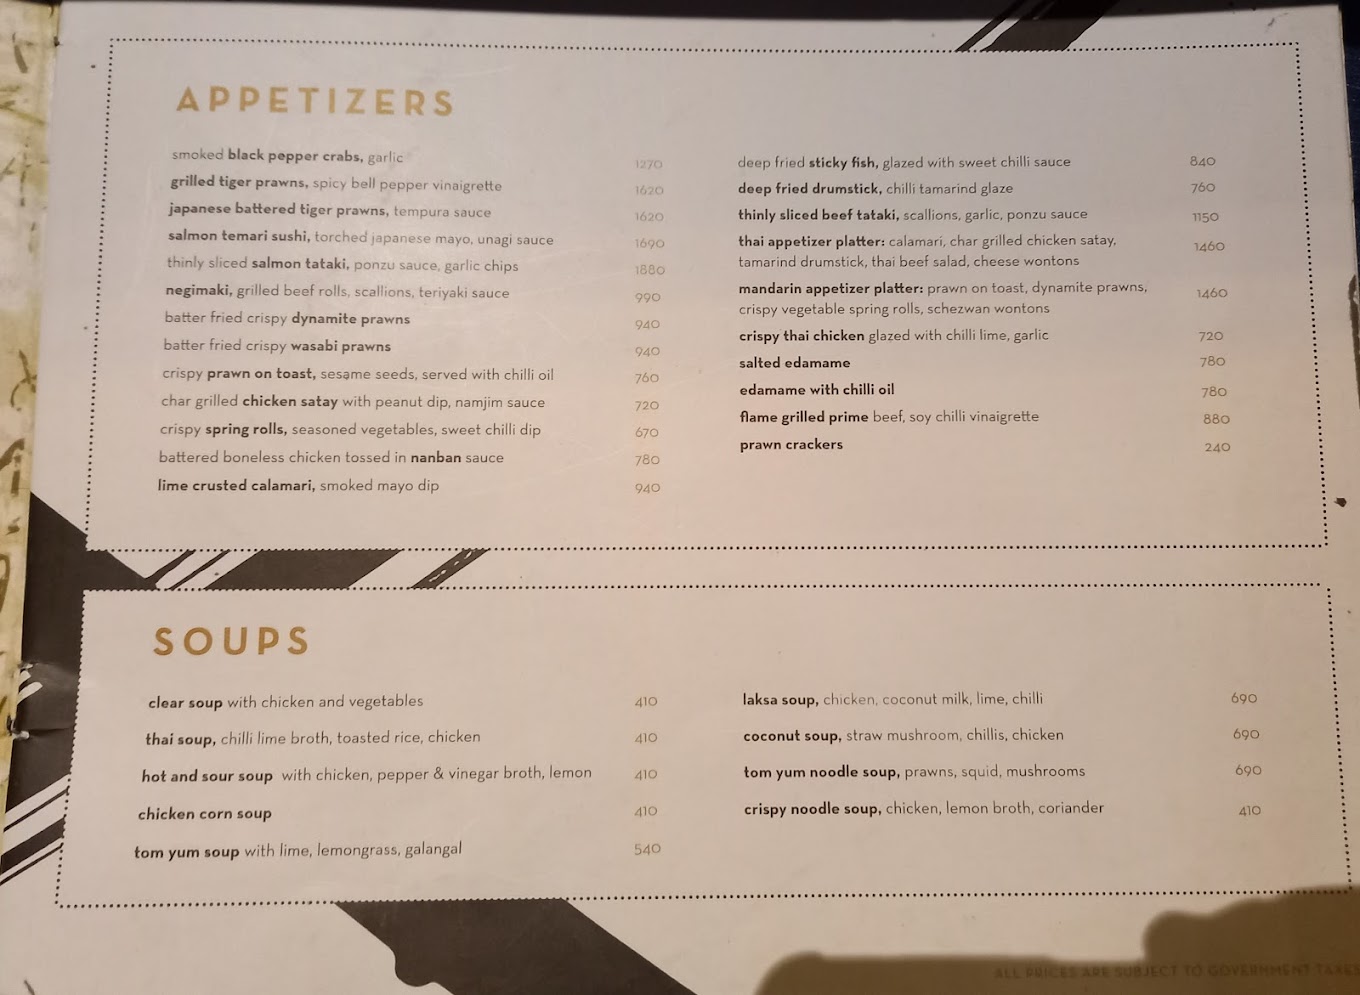 APPETIZERS
smoked black pepper crabs, garlic 1270
grilled tiger prawns, spicy bell pepper vinaigrette 1620
japanese battered tiger prawns, tempura sauce 1620
salmon temari sushi, torched japanese mayo, unagi sauce 1690
thinly sliced salmon tataki, ponzu sauce, garlic chips 1880
negimaki, grilled beef rolls, scallions, teriyaki sauce 990
batter fried crispy dynamite prawns 940
batter fried crispy wasabi prawns 940
crispy prawn on toast, sesame seeds, served with chilli oil 760
char grilled chicken satay with peanut dip, namjim sauce 720
crispy spring rolls, seasoned vegetables, sweet chilli dip 670
battered boneless chicken tossed in nanban sauce 780
lime crusted calamari, smoked mayo dip 940
deep fried sticky fish, glazed with sweet chilli sauce 840
deep fried drumstick, chilli tamarind glaze 760
thinly sliced beef tataki, scallions, garlic, ponzu sauce 1150
thai appetizer platter: calamari, char grilled chicken satay, 1460
tamarind drumstick, thai beef salad, cheese wontons
mandarin appetizer platter: prawn on toast, dynamite prawns, 1460
crispy vegetable spring rolls, schezwan wontons
crispy thai chicken glazed with chilli lime, garlic 720
salted edamame 780
edamame with chilli oil 780
flame grilled prime beef, soy chilli vinaigrette 880
prawn crackers 240
SOUPS
clear soup with chicken and vegetables 410
thai soup, chilli lime broth, toasted rice, chicken 410
hot and sour soup with chicken, pepper & vinegar broth, lemon 410
chicken corn soup 410
tom yum soup with lime, lemongrass, galangal 540
laksa soup, chicken, coconut milk, lime, chilli 690
coconut soup, straw mushroom, chillis, chicken 690
tom yum noodle soup, prawns, squid, mushrooms 690
crispy noodle soup, chicken, lemon broth, coriander 410
ALL PRICES ARE SUBJECT TO GOVERNMENT TAXES